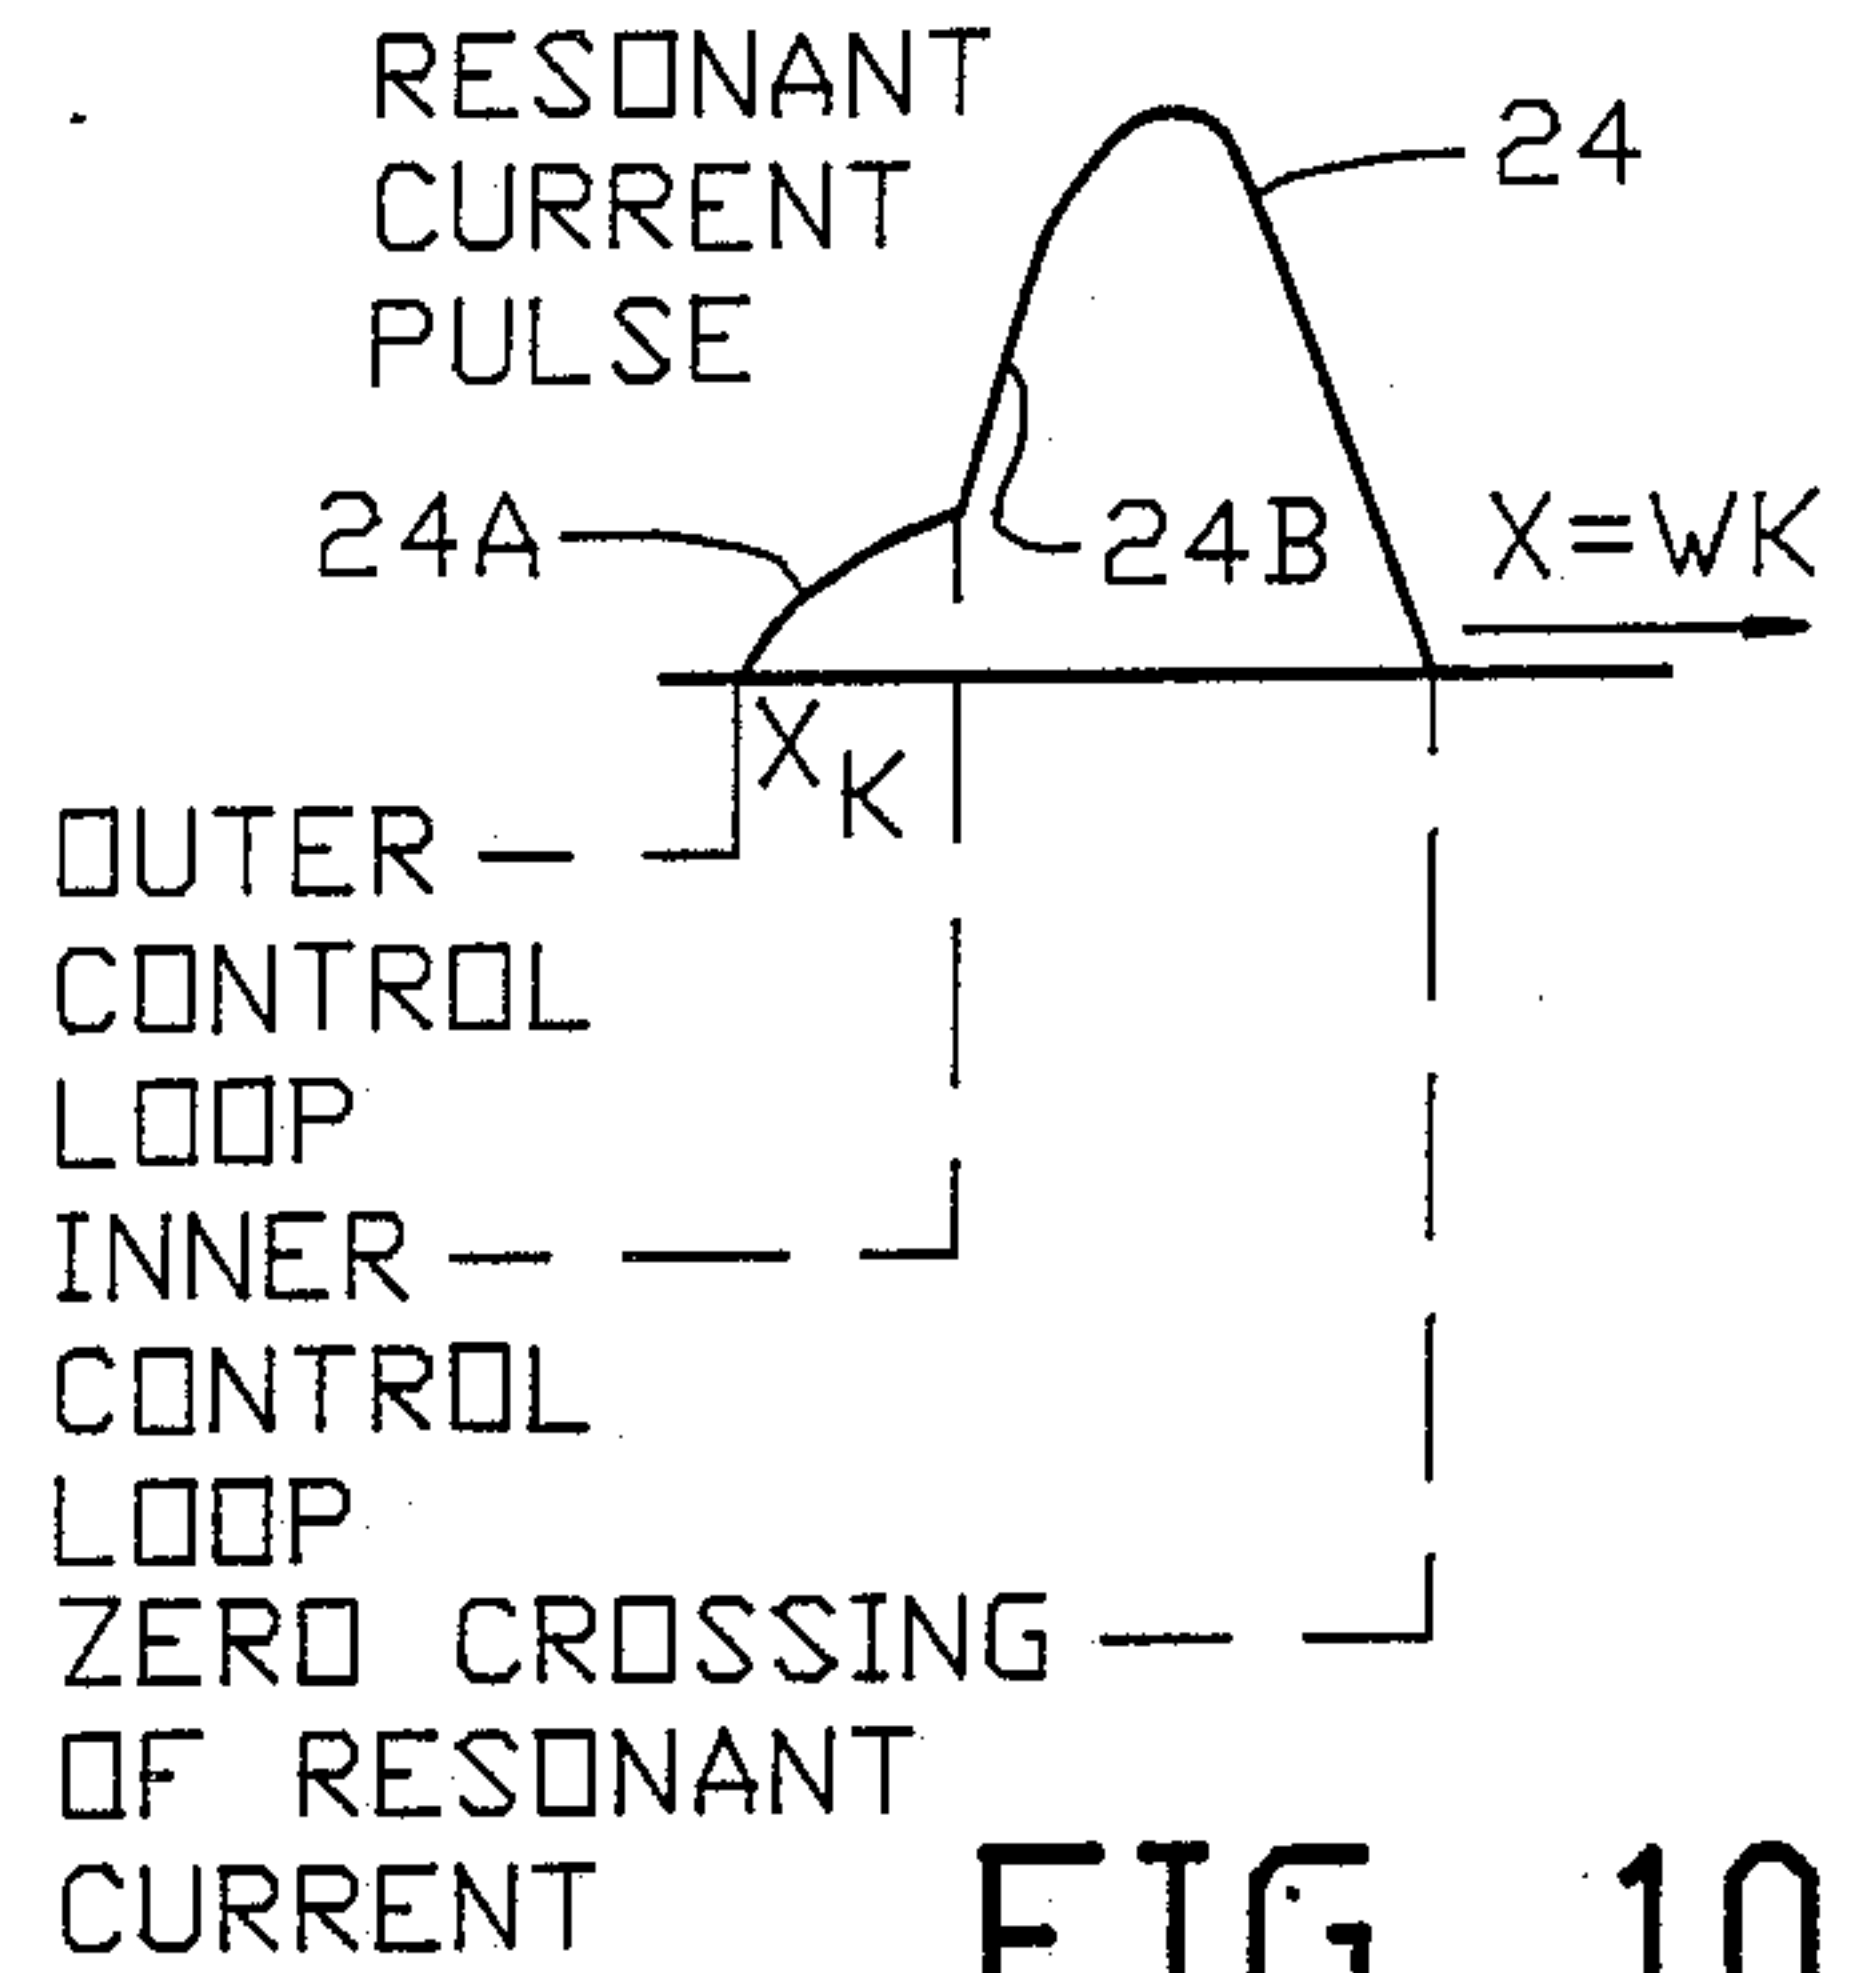 RESONANT
CURRENT
PULSE
24
24A
24B
X=WK
XK
OUTER
CONTROL
LOOP
INNER
CONTROL
LOOP
ZERO CROSSING
OF RESONANT
CURRENT
FIG 10